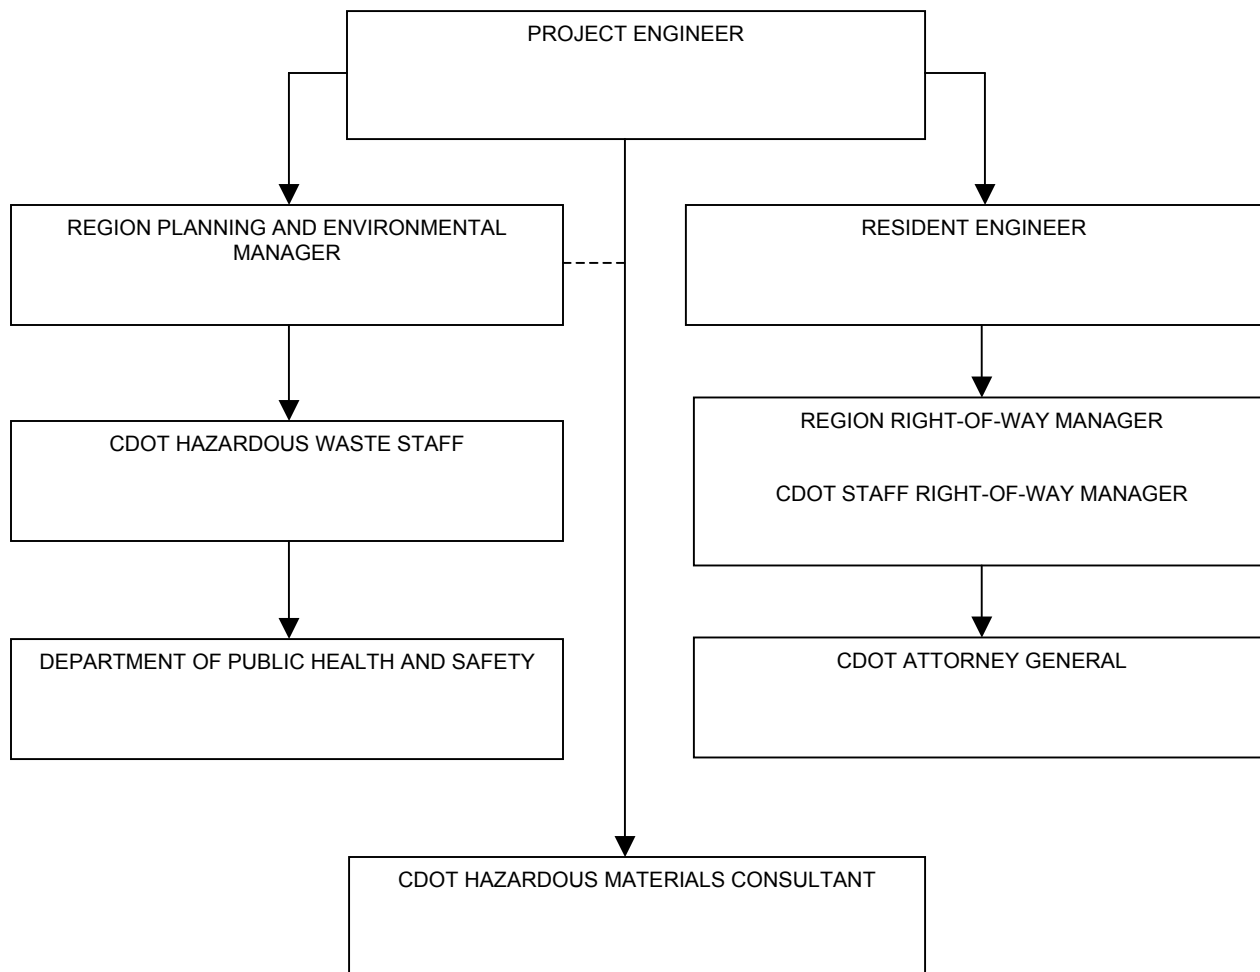 PROJECT ENGINEER
REGION PLANNING AND ENVIRONMENTAL
MANAGER
RESIDENT ENGINEER
CDOT HAZARDOUS WASTE STAFF
REGION RIGHT-OF-WAY MANAGER
CDOT STAFF RIGHT-OF-WAY MANAGER
DEPARTMENT OF PUBLIC HEALTH AND SAFETY
CDOT ATTORNEY GENERAL
CDOT HAZARDOUS MATERIALS CONSULTANT